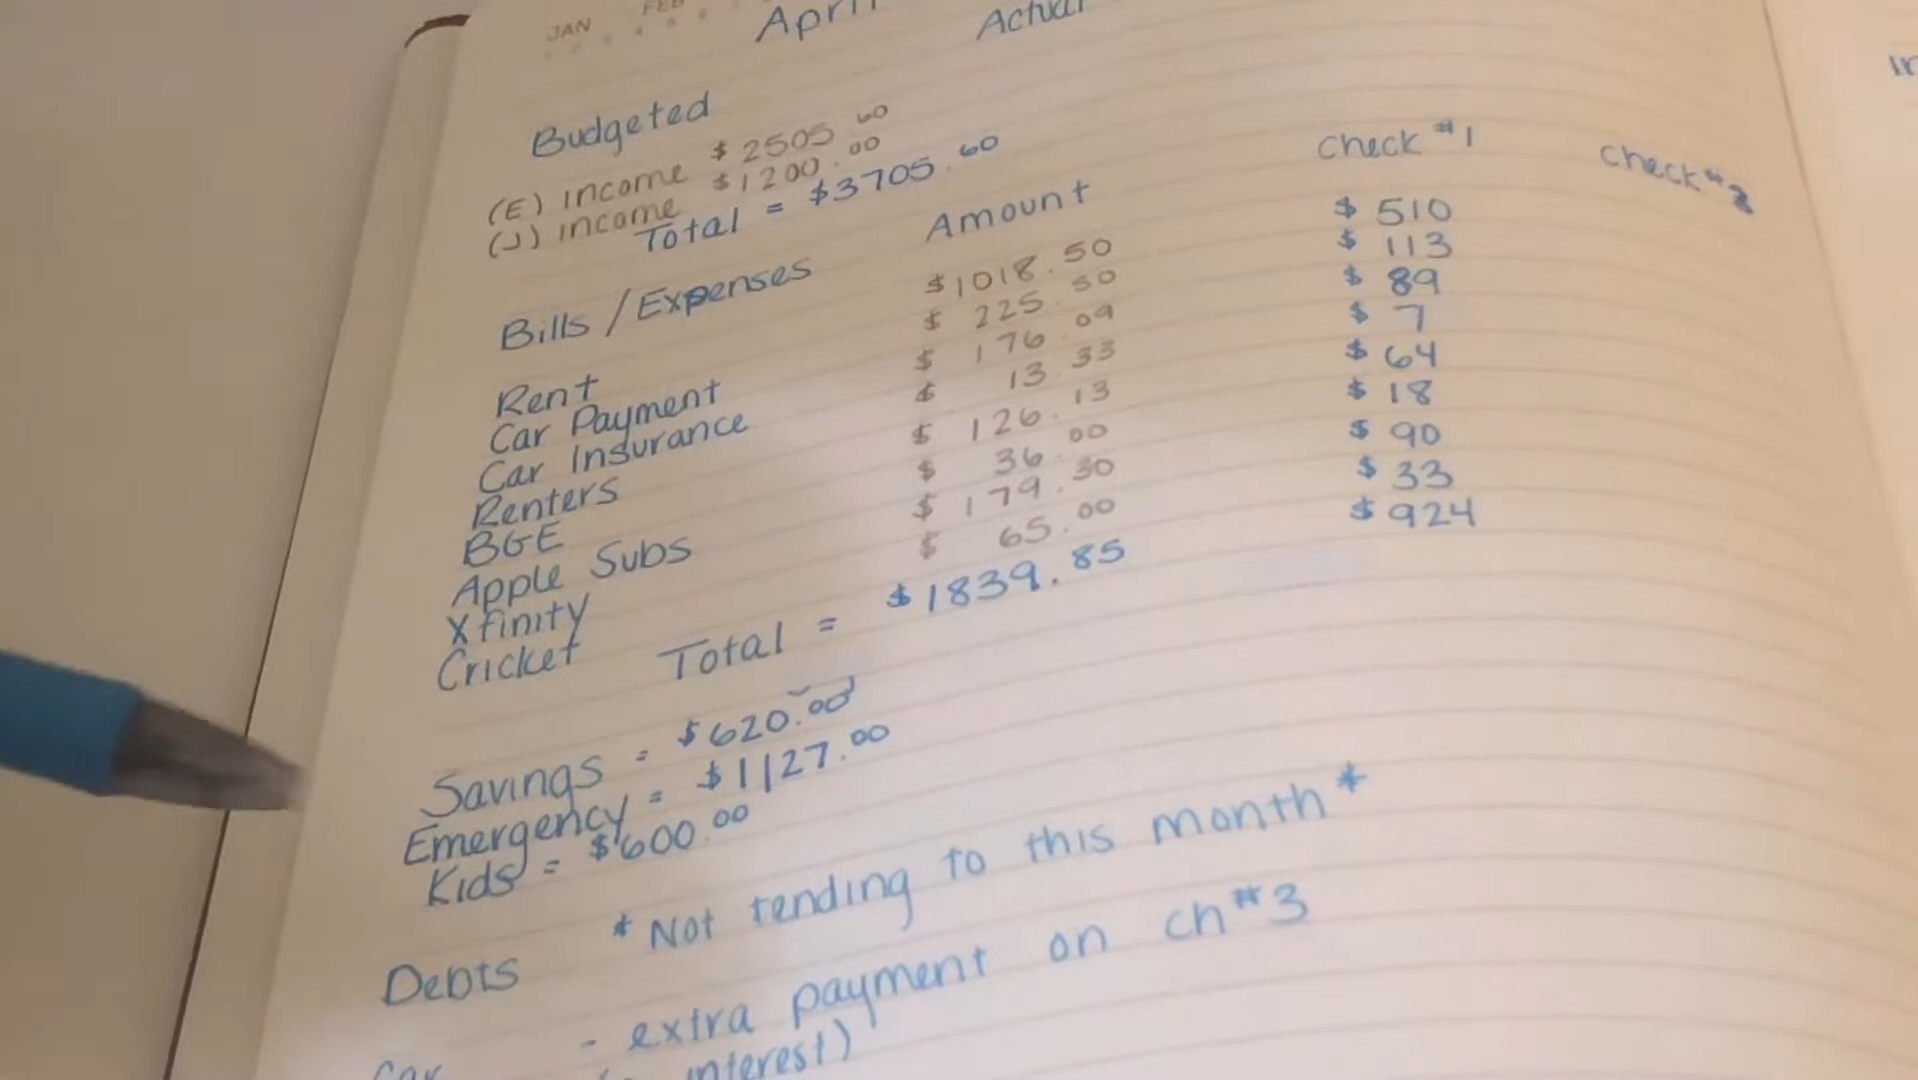 JAN FEB
April Actual
Budgeted
(E) income $2505.60
(J) income $1200.00
Total = $3705.60
Bills/Expenses Amount Check #1 Check #2
Rent $1018.50 $510
Car Payment $225.50 $113
Car Insurance $176.09 $89
Renters $13.33 $7
BGE $126.13 $64
Apple Subs $36.00 $18
Xfinity $179.30 $90
Cricket $65.00 $33
Total = $1839.85 $924
Savings = $620.00
Emergency = $1127.00
Kids = $600.00
Debts *Not tending to this month*
Car - extra payment on ch#3
interest)